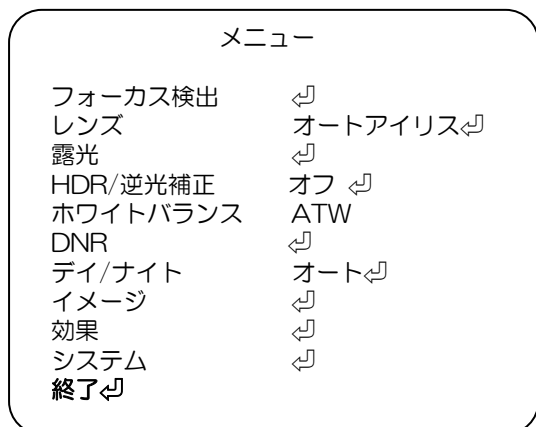 メニュー
フォーカス検出 ⏎
レンズ オートアイリス⏎
露光 ⏎
HDR/逆光補正 オフ ⏎
ホワイトバランス ATW
DNR ⏎
デイ/ナイト オート⏎
イメージ ⏎
効果 ⏎
システム ⏎
終了⏎